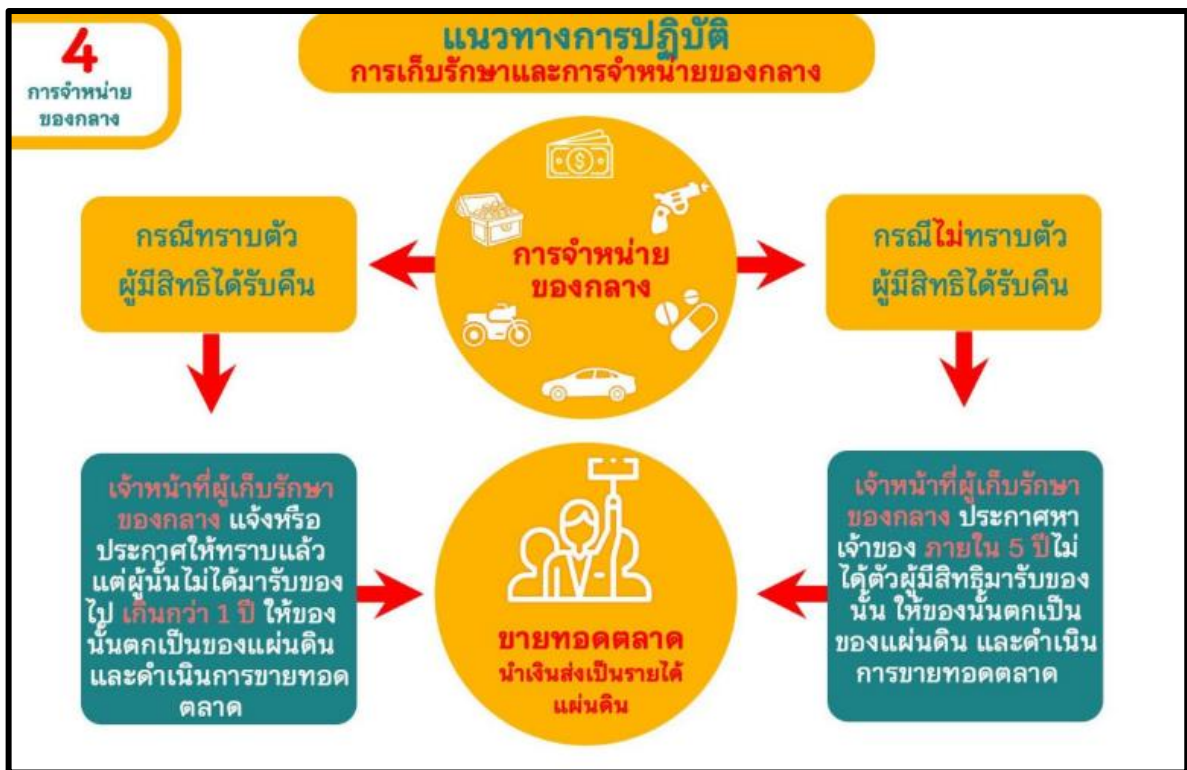 4
การจำหน่าย
ของกลาง
แนวทางการปฏิบัติ
การเก็บรักษาและการจำหน่ายของกลาง
กรณีทราบตัว
ผู้มีสิทธิได้รับคืน
การจำหน่าย
ของกลาง
กรณีไม่ทราบตัว
ผู้มีสิทธิได้รับคืน
เจ้าหน้าที่ผู้เก็บรักษา
ของกลาง แจ้งหรือ
ประกาศให้ทราบแล้ว
แต่ผู้นั้นไม่ได้มารับของ
ไป เกินกว่า 1 ปี ให้ของ
นั้นตกเป็นของแผ่นดิน
และดำเนินการขายทอด
ตลาด
ขายทอดตลาด
นำเงินส่งเป็นรายได้
แผ่นดิน
เจ้าหน้าที่ผู้เก็บรักษา
ของกลาง ประกาศหา
เจ้าของ ภายใน 5 ปีไม่
ได้ตัวผู้มีสิทธิมารับของ
นั้น ให้ของนั้นตกเป็น
ของแผ่นดิน และดำเนิน
การขายทอดตลาด